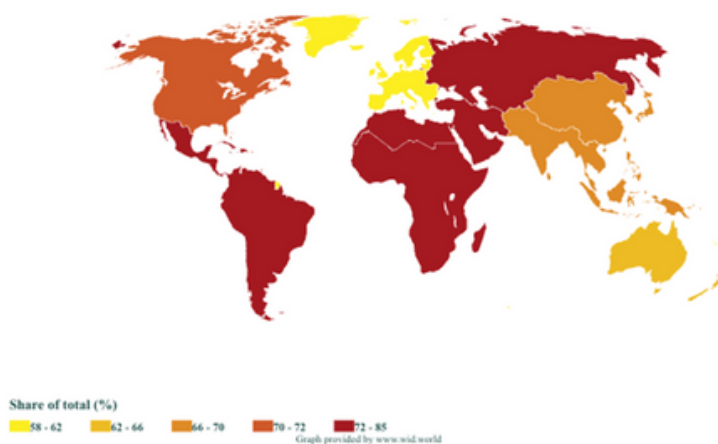 Share of total (%)
58 - 62 62 - 66 66 - 70 70 - 72 72 - 85
Graph provided by www.wid.world